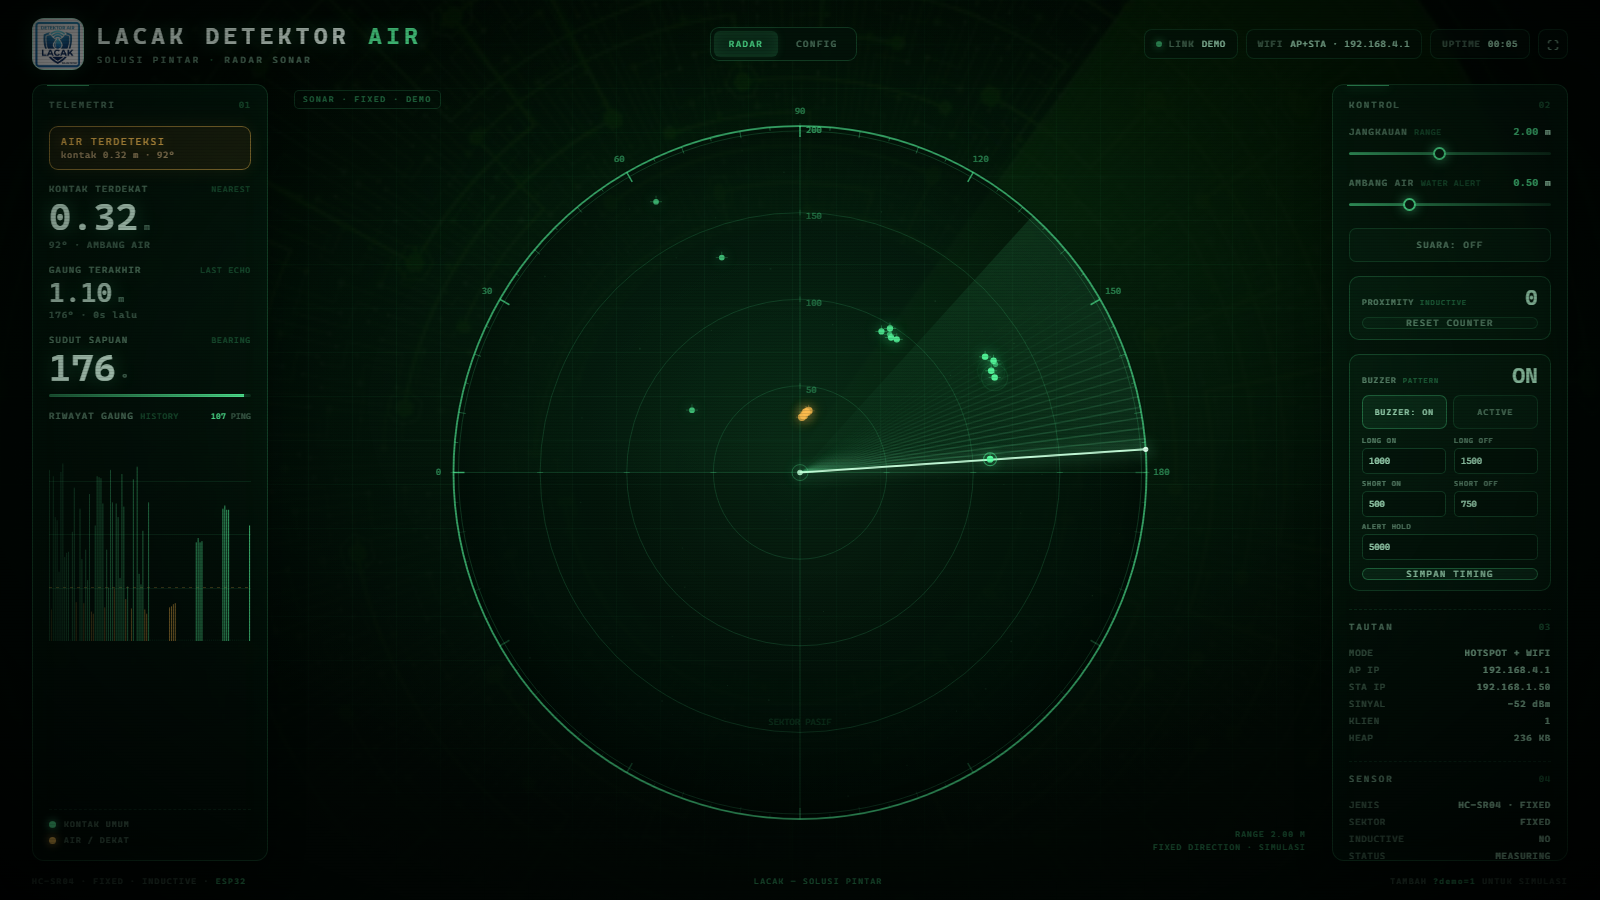 DETEKTOR AIR
LACAK
LACAK DETEKTOR AIR
SOLUSI PINTAR · RADAR SONAR
RADAR
CONFIG
LINK DEMO
WIFI AP+STA · 192.168.4.1
UPTIME 00:05
TELEMETRI 01
AIR TERDETEKSI
kontak 0.32 m · 92°
KONTAK TERDEKAT NEAREST
0.32 m
92° · AMBANG AIR
GAUNG TERAKHIR LAST ECHO
1.10 m
176° · 0s lalu
SUDUT SAPUAN BEARING
176 °
RIWAYAT GAUNG HISTORY 107 PING
KONTAK UMUM
AIR / DEKAT
SONAR · FIXED · DEMO
90
200
60
120
150
30
150
100
50
0
180
SEKTOR PASIF
RANGE 2.00 M
FIXED DIRECTION · SIMULASI
KONTROL 02
JANGKAUAN RANGE 2.00 m
AMBANG AIR WATER ALERT 0.50 m
SUARA: OFF
PROXIMITY INDUCTIVE 0
RESET COUNTER
BUZZER PATTERN ON
BUZZER: ON
ACTIVE
LONG ON LONG OFF
1000 1500
SHORT ON SHORT OFF
500 750
ALERT HOLD
5000
SIMPAN TIMING
TAUTAN 03
MODE HOTSPOT + WIFI
AP IP 192.168.4.1
STA IP 192.168.1.50
SINYAL -52 dBm
KLIEN 1
HEAP 236 KB
SENSOR 04
JENIS HC-SR04 · FIXED
SEKTOR FIXED
INDUCTIVE NO
STATUS MEASURING
HC-SR04 · FIXED · INDUCTIVE · ESP32
LACAK — SOLUSI PINTAR
TAMBAH ?demo=1 UNTUK SIMULASI